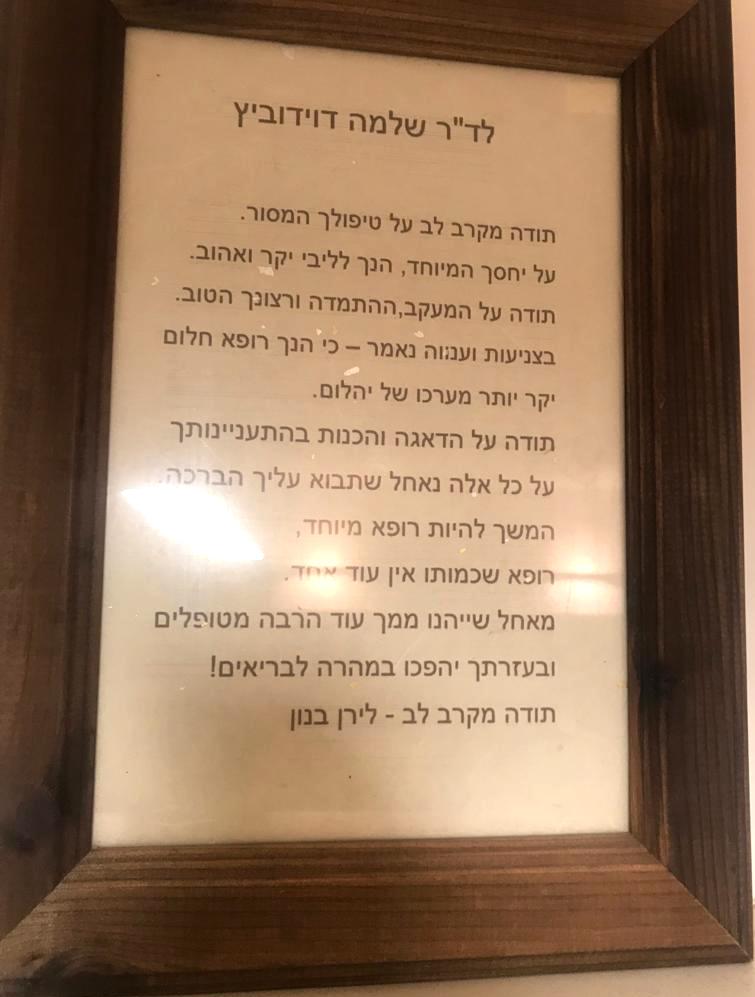 לד"ר שלמה דוידוביץ
תודה מקרב לב על טיפולך המסור.
על יחסך המיוחד, הנך לליבי יקר ואהוב.
תודה על המעקב,ההתמדה ורצונך הטוב.
בצניעות וענווה נאמר – כי הנך רופא חלום
יקר יותר מערכו של יהלום.
תודה על הדאגה והכנות בהתעניינותך
על כל אלה נאחל שתבוא עליך הברכה.
המשך להיות רופא מיוחד,
רופא שכמותו אין עוד אחד.
מאחל שייהנו ממך עוד הרבה מטופלים
ובעזרתך יהפכו במהרה לבריאים!
תודה מקרב לב - לירן בנון